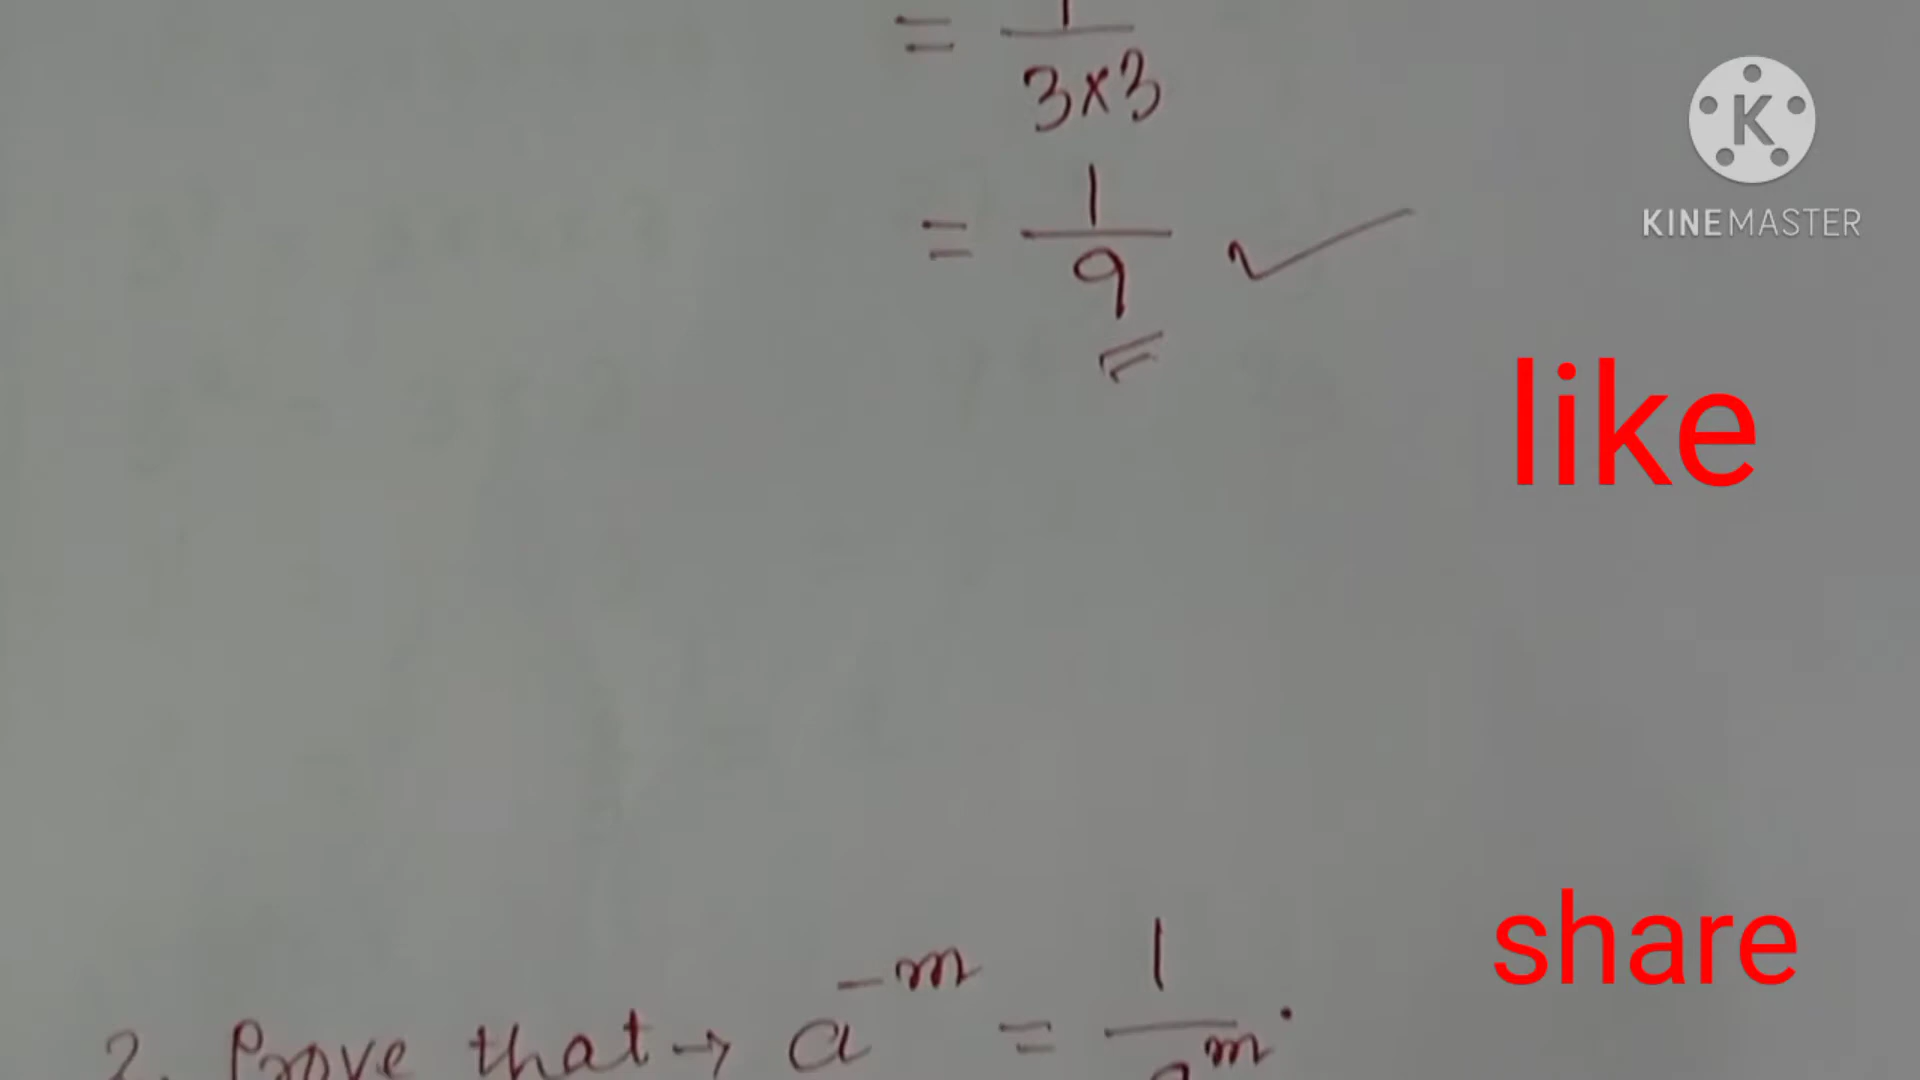 = 1/3×3
= 1/9 ✓
KINEMASTER
like
share
2. Prove that → a^-m = 1/a^m.